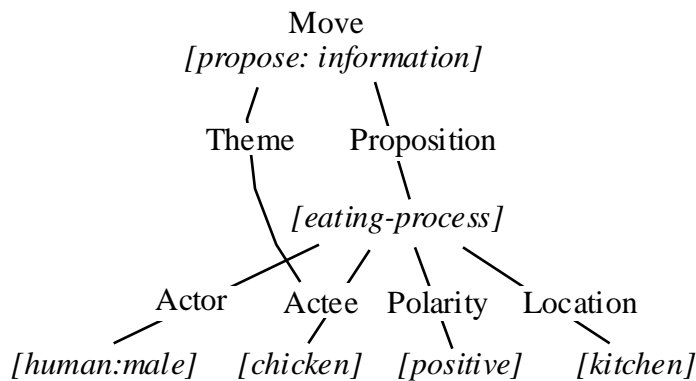 Move
[propose: information]
Theme Proposition
[eating-process]
Actor Actee Polarity Location
[human:male] [chicken] [positive] [kitchen]